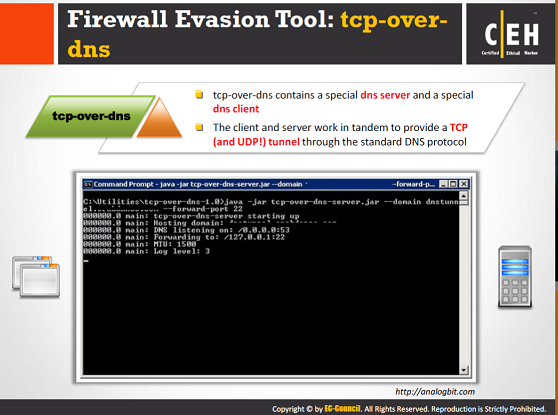 Firewall Evasion Tool: tcp-over-
dns
C EH
Certified Ethical Hacker
tcp-over-dns
tcp-over-dns contains a special dns server and a special
dns client
The client and server work in tandem to provide a TCP
(and UDP!) tunnel through the standard DNS protocol
Command Prompt - java -jar tcp-over-dns-server.jar --domain
--forward-p...
C:\Utilities\tcp-over-dns-1.0>java -jar tcp-over-dns-server.jar --domain dnstunn
--forward-port 22
000000.0 main: tcp-over-dns-server starting up
000000.0 main: Hosting domain:
000000.0 main: DNS listening on: /0.0.0.0:53
000000.0 main: Forwarding to: /127.0.0.1:22
000000.0 main: MTU: 1500
000000.0 main: Log level: 3
http://analogbit.com
Copyright © by EC-Council. All Rights Reserved. Reproduction is Strictly Prohibited.